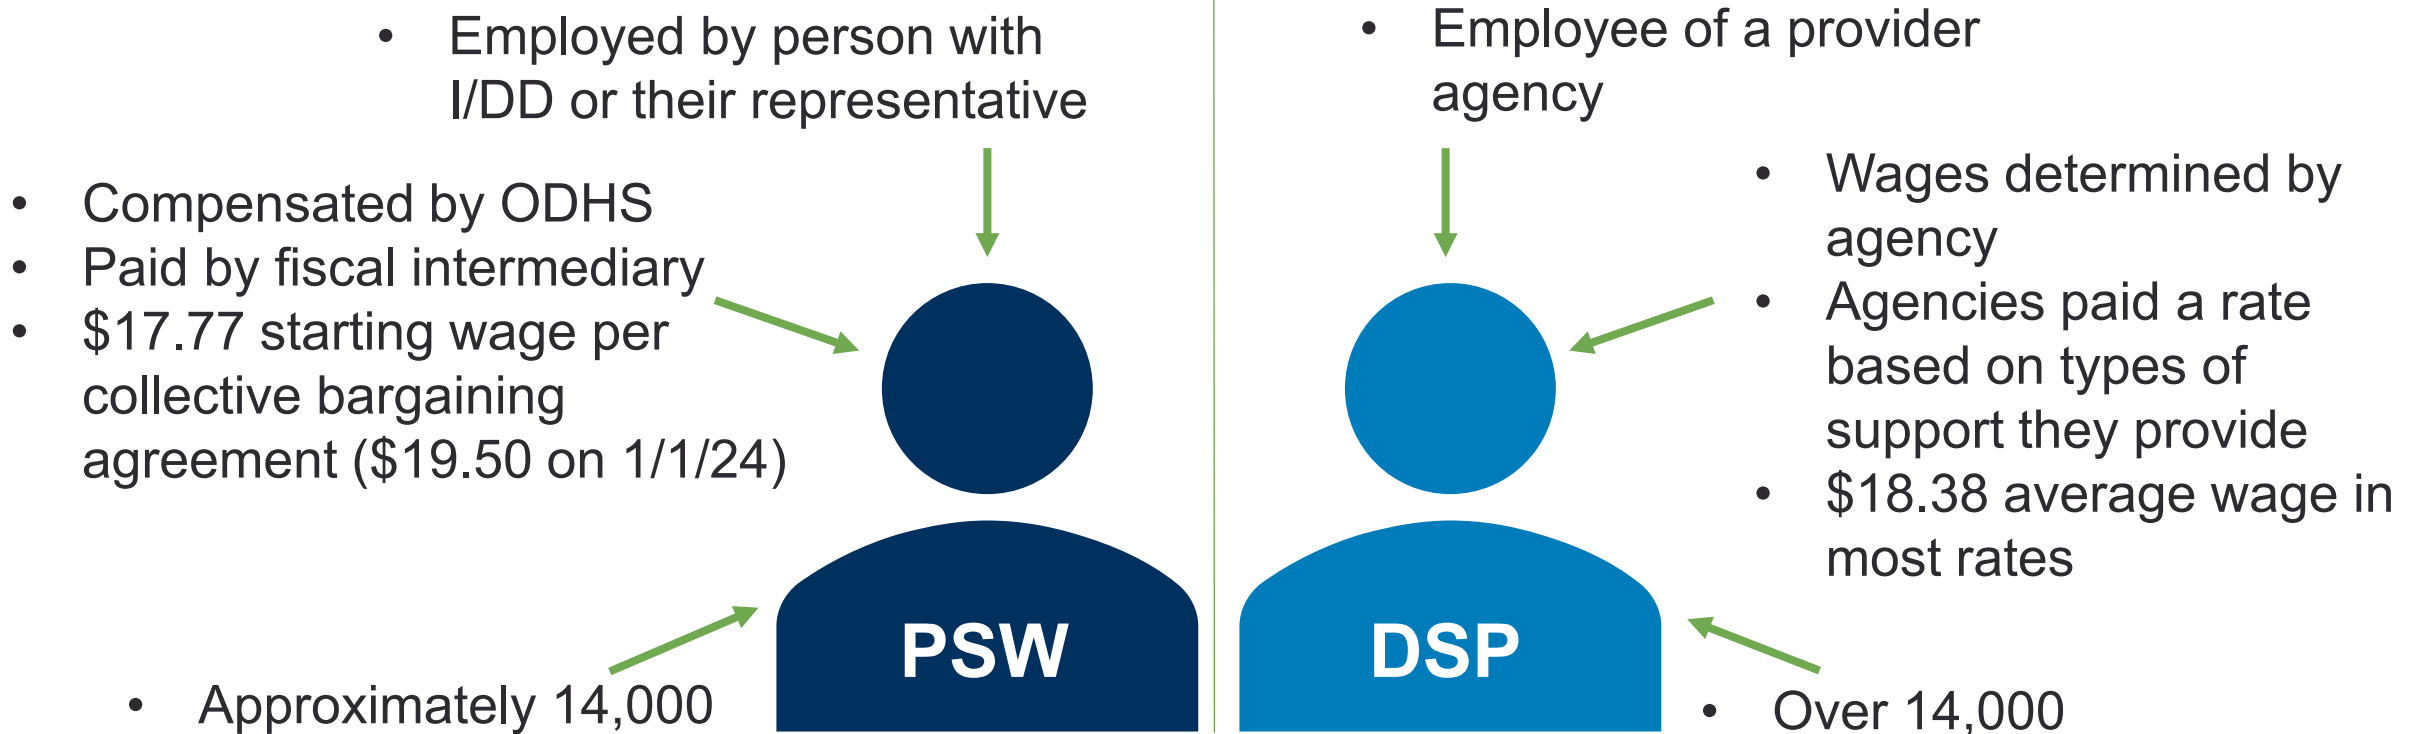 • Employed by person with
I/DD or their representative
• Compensated by ODHS
• Paid by fiscal intermediary
• $17.77 starting wage per
collective bargaining
agreement ($19.50 on 1/1/24)
PSW
• Approximately 14,000
• Employee of a provider
agency
• Wages determined by
agency
• Agencies paid a rate
based on types of
support they provide
• $18.38 average wage in
most rates
DSP
• Over 14,000